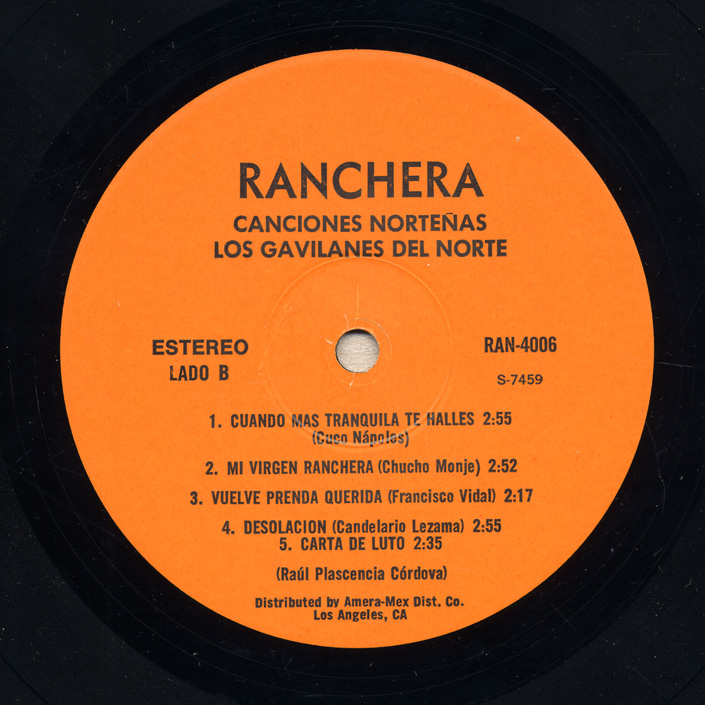 RANCHERA
CANCIONES NORTEÑAS
LOS GAVILANES DEL NORTE
ESTEREO
LADO B
RAN-4006
S-7459
1. CUANDO MAS TRANQUILA TE HALLES 2:55
(Cuco Nápoles)
2. MI VIRGEN RANCHERA (Chucho Monje) 2:52
3. VUELVE PRENDA QUERIDA (Francisco Vidal) 2:17
4. DESOLACION (Candelario Lezama) 2:55
5. CARTA DE LUTO 2:35
(Raúl Plascencia Córdova)
Distributed by Amera-Mex Dist. Co.
Los Angeles, CA